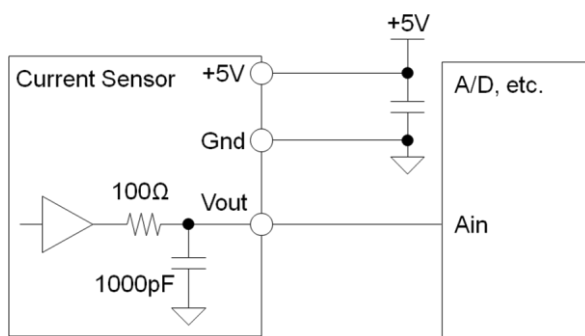 +5V
Current Sensor
+5V
A/D, etc.
Gnd
100Ω
Vout
Ain
1000pF